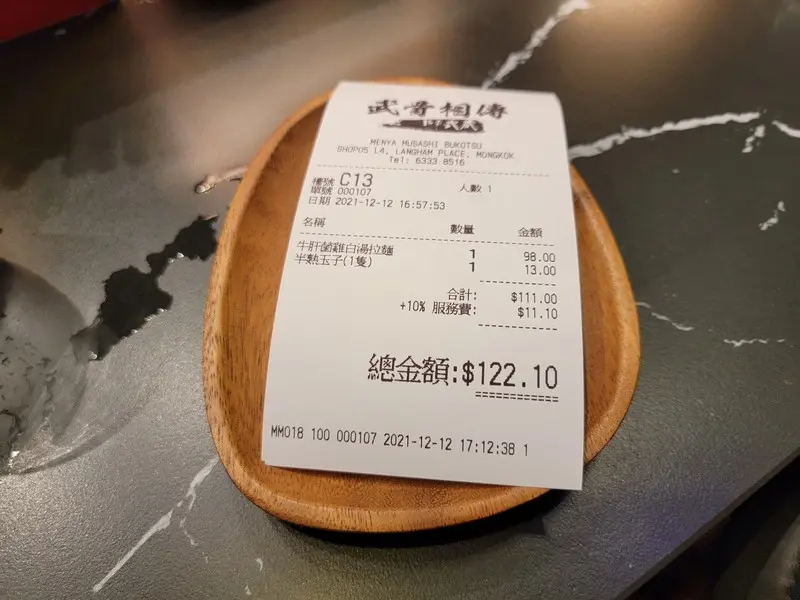 武骨相傳
MENYA MUSASHI BUKOTSU
SHOP05 L4, LANGHAM PLACE, MONGKOK
Tel: 6333 8516
檯號 C13 人數 1
單號 000107
日期 2021-12-12 16:57:53
名稱 數量 金額
牛肝菌雞白湯拉麵 1 98.00
半熟玉子(1隻) 1 13.00
合計: $111.00
+10% 服務費: $11.10
總金額:$122.10
MM018 100 000107 2021-12-12 17:12:38 1